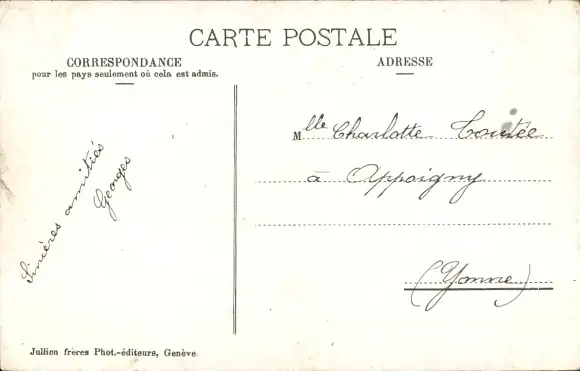 CARTE POSTALE
CORRESPONDANCE
pour les pays seulement où cela est admis.
ADRESSE
Sincères amitiés
Georges
Mlle Charlotte Toutée
à Appoigny
(Yonne)
Jullien frères Phot.-éditeurs, Genève